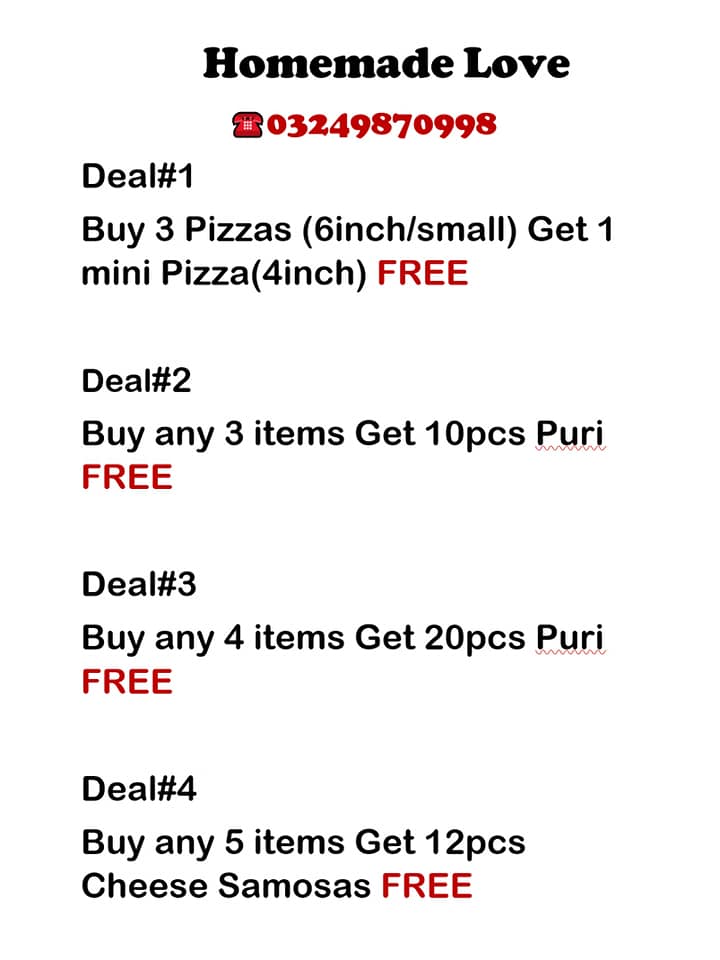 Homemade Love
☎03249870998
Deal#1
Buy 3 Pizzas (6inch/small) Get 1
mini Pizza(4inch) FREE
Deal#2
Buy any 3 items Get 10pcs Puri
FREE
Deal#3
Buy any 4 items Get 20pcs Puri
FREE
Deal#4
Buy any 5 items Get 12pcs
Cheese Samosas FREE